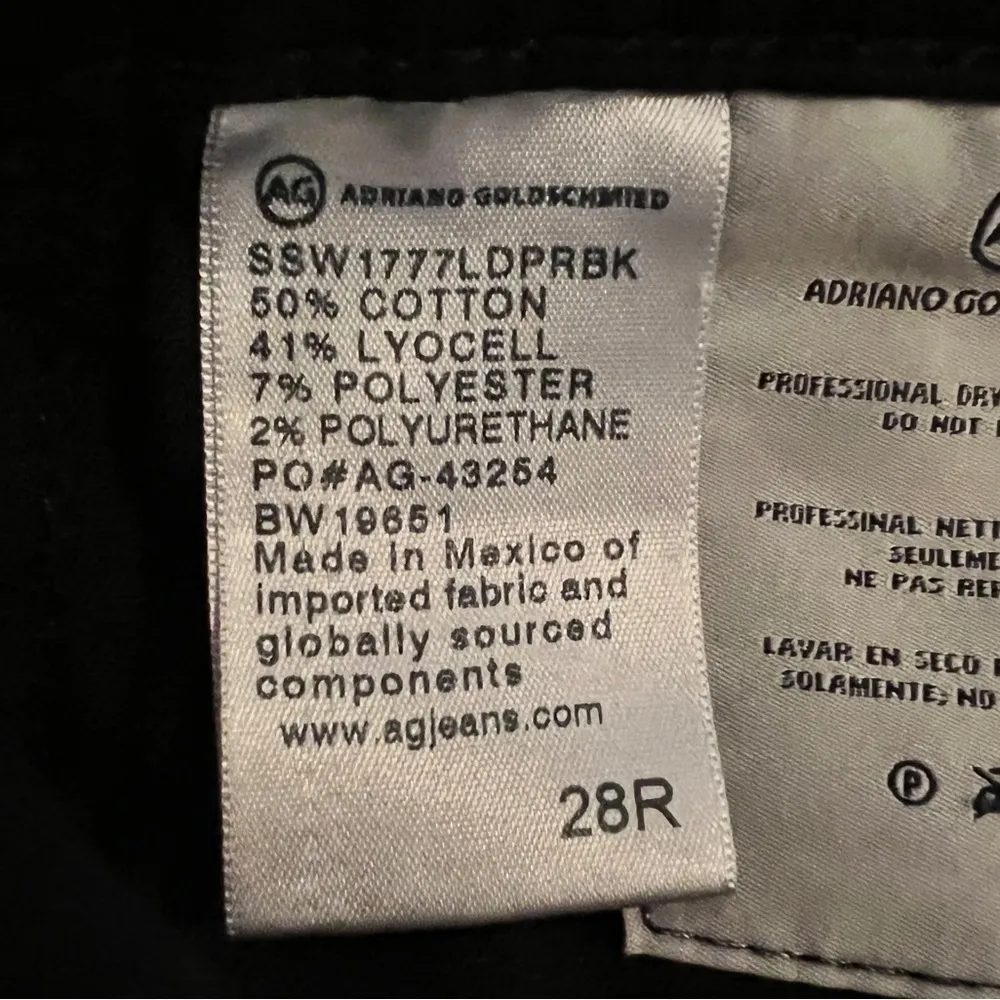 AG ADRIANO GOLDSCHMIED
SSW1777LDPRBK
50% COTTON
41% LYOCELL
7% POLYESTER
2% POLYURETHANE
PO#AG-43254
BW19651
Made in Mexico of
imported fabric and
globally sourced
components
www.agjeans.com
28R
ADRIANO GO
PROFESSIONAL DRY
DO NOT
PROFESSINAL NETT
SEULEME
NE PAS REP
LAVAR EN SECO
SOLAMENTE; NO
P